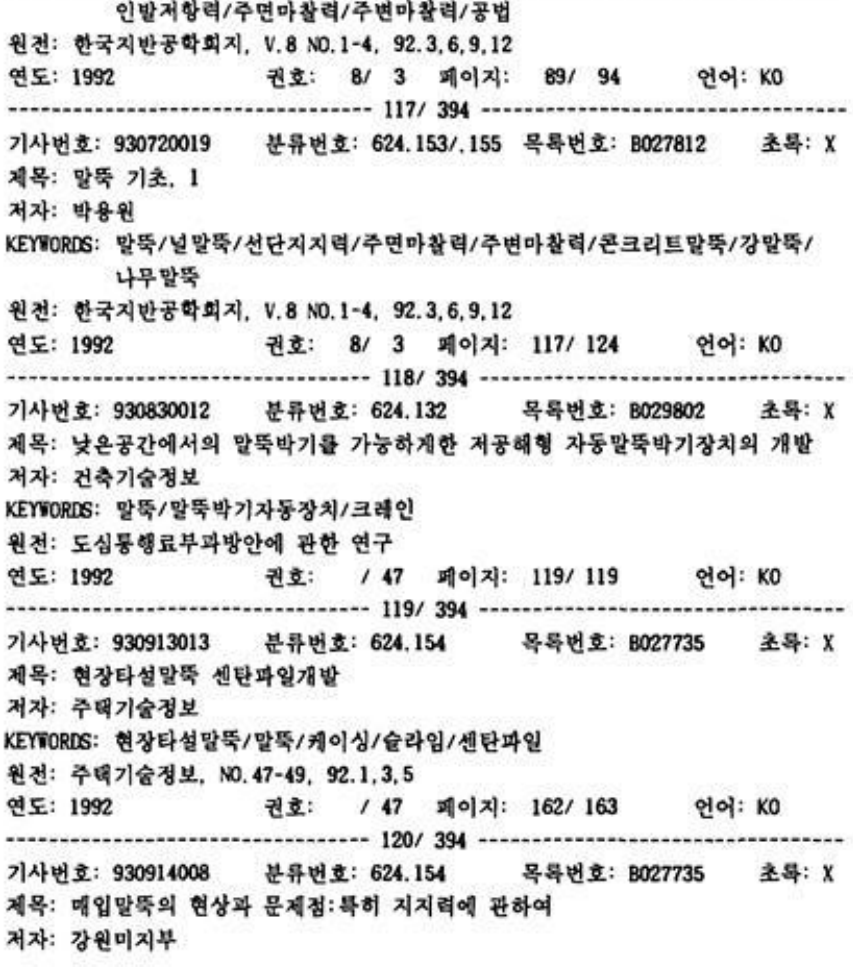 인발저항력/주면마찰력/주변마찰력/공법
원전: 한국지반공학회지, V.8 NO.1-4, 92.3,6,9,12
연도: 1992 권호: 8/ 3 페이지: 89/ 94 언어: KO
---------------------------------- 117/ 394 ----------------------------------
기사번호: 930720019 분류번호: 624.153/.155 목록번호: B027812 초록: X
제목: 말뚝 기초, 1
저자: 박용원
KEYWORDS: 말뚝/널말뚝/선단지지력/주면마찰력/주변마찰력/콘크리트말뚝/강말뚝/
나무말뚝
원전: 한국지반공학회지, V.8 NO.1-4, 92.3,6,9,12
연도: 1992 권호: 8/ 3 페이지: 117/ 124 언어: KO
---------------------------------- 118/ 394 ----------------------------------
기사번호: 930830012 분류번호: 624.132 목록번호: B029802 초록: X
제목: 낮은공간에서의 말뚝박기를 가능하게한 저공해형 자동말뚝박기장치의 개발
저자: 건축기술정보
KEYWORDS: 말뚝/말뚝박기자동장치/크레인
원전: 도심통행료부과방안에 관한 연구
연도: 1992 권호: / 47 페이지: 119/ 119 언어: KO
---------------------------------- 119/ 394 ----------------------------------
기사번호: 930913013 분류번호: 624.154 목록번호: B027735 초록: X
제목: 현장타설말뚝 센탄파일개발
저자: 주택기술정보
KEYWORDS: 현장타설말뚝/말뚝/케이싱/슬라임/센탄파일
원전: 주택기술정보, NO.47-49, 92.1,3,5
연도: 1992 권호: / 47 페이지: 162/ 163 언어: KO
---------------------------------- 120/ 394 ----------------------------------
기사번호: 930914008 분류번호: 624.154 목록번호: B027735 초록: X
제목: 매입말뚝의 현상과 문제점:특히 지지력에 관하여
저자: 강원미지부